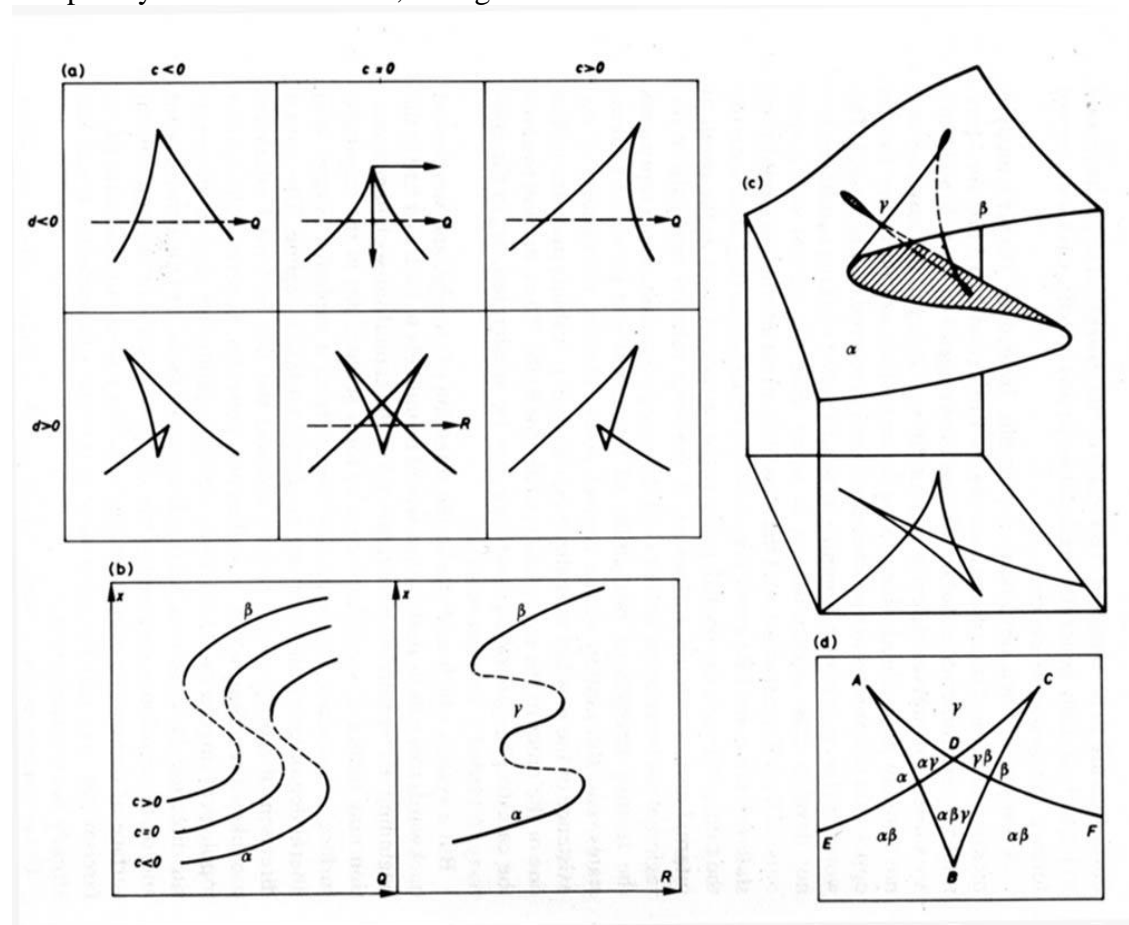 (a) c<0 c=0 c>0
d<0 Q Q Q
d>0 R
(b)
x β x β
γ
c>0
c=0
c<0 α α
Q R
(c)
γ β
α
(d)
A C
γ
D
α αγ γβ β
E αβ αβγ αβ F
B